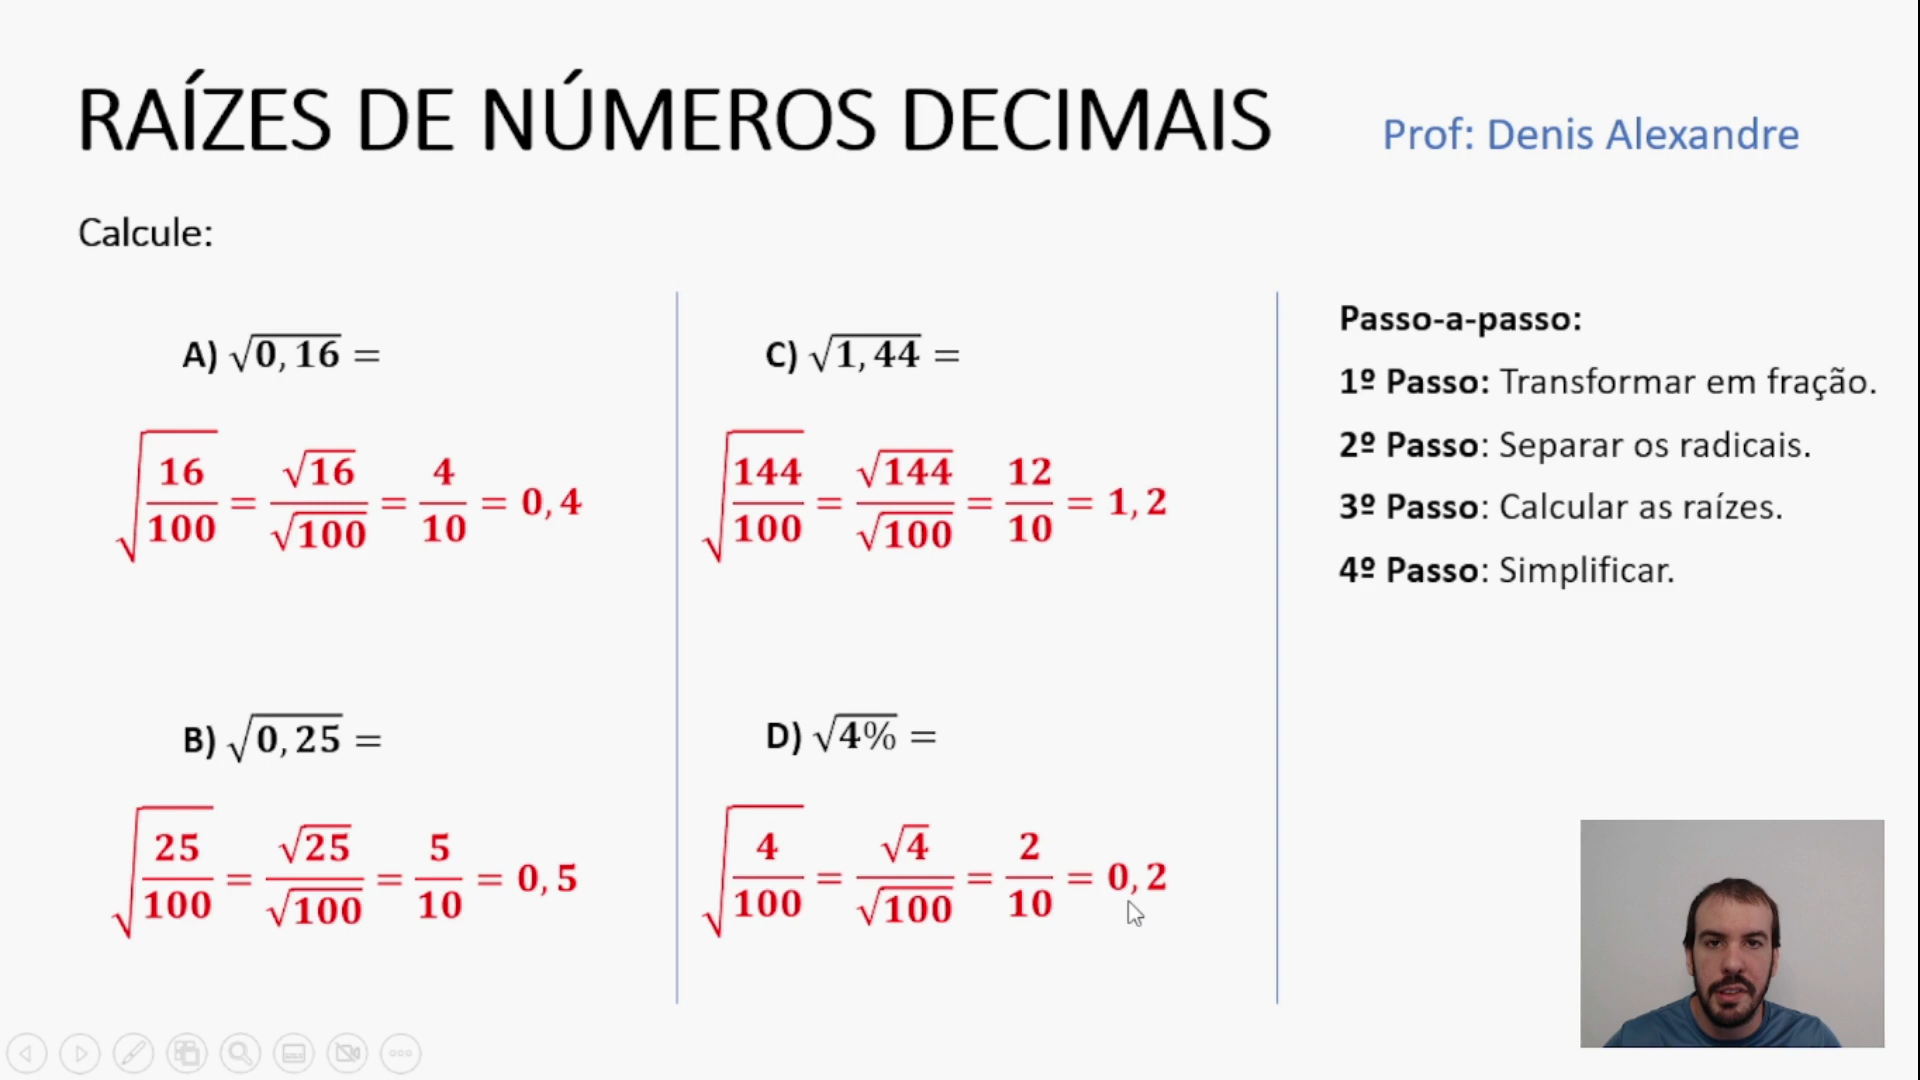 RAÍZES DE NÚMEROS DECIMAIS
Prof: Denis Alexandre
Calcule:
A) √0,16 =
√(16/100) = √16/√100 = 4/10 = 0,4
B) √0,25 =
√(25/100) = √25/√100 = 5/10 = 0,5
C) √1,44 =
√(144/100) = √144/√100 = 12/10 = 1,2
D) √4% =
√(4/100) = √4/√100 = 2/10 = 0,2
Passo-a-passo:
1º Passo: Transformar em fração.
2º Passo: Separar os radicais.
3º Passo: Calcular as raízes.
4º Passo: Simplificar.